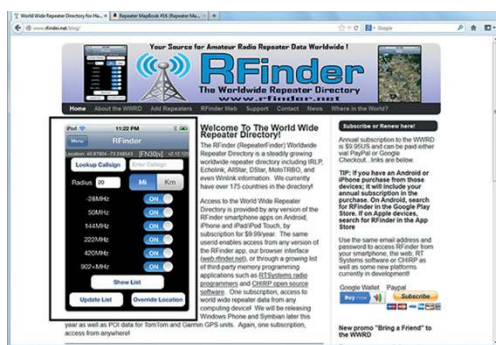 World Wide Repeater Directory for Ha...
Repeater MapBook #16 (Repeater Ma...
www.rfinder.net/blog/
Google
Your Source for Amateur Radio Repeater Data Worldwide !
RFinder
The Worldwide Repeater Directory
www.rfinder.net
Home About the WWRD Add Repeaters RFinder Web Support Contact News Where in the World?
iPod 11:22 PM
Menu RFinder
Lookup Callsign
Radius 20 Mi Km
-28MHz ON
50MHz ON
144MHz ON
222MHz ON
420MHz ON
902+MHz ON
Show List
Update List Override Location
Welcome To The World Wide
Repeater Directory!
The RFinder (RepeaterFinder) Worldwide
Repeater Directory is a steadily growing
worldwide repeater directory including IRLP,
Echolink, AllStar, DStar, MotoTRBO, and
even Winlink information. We currently
have over 175 countries in the directory!
Access to the World Wide Repeater
Directory is provided by any version of the
RFinder smartphone apps on Android,
iPhone and iPad/iPod Touch, by
subscription for $9.99/year. The same
userid enables access from any version of
the RFinder app, our browser interface
(web.rfinder.net), or through a growing list
of third-party memory programming
applications such as RTSystems radio
programmers and CHIRP open source
software. One subscription, access to
world wide repeater data from any
computing device! We will be releasing
Windows Phone and Symbian later this
year as well as POI data for TomTom and Garmin GPS units. Again, one subscription,
access from anywhere!
Subscribe or Renew here!
Annual subscription to the WWRD
is $9.95US and can be paid either
via PayPal or Google
Checkout. .links are below.
TIP: If you have an Android or
iPhone purchase from those
devices; it will include your
annual subscription in the
purchase. On Android, search
for RFinder in the Google Play
Store. If on Apple devices,
search for RFinder in the App
Store
Use the same email address and
password to access RFinder from
your smartphone, the web, RT
Systems software or CHIRP as
well as some new programs
currently in development!
Google Wallet Paypal
Buy now Subscribe
New promo "Bring a Friend" to
the WWRD